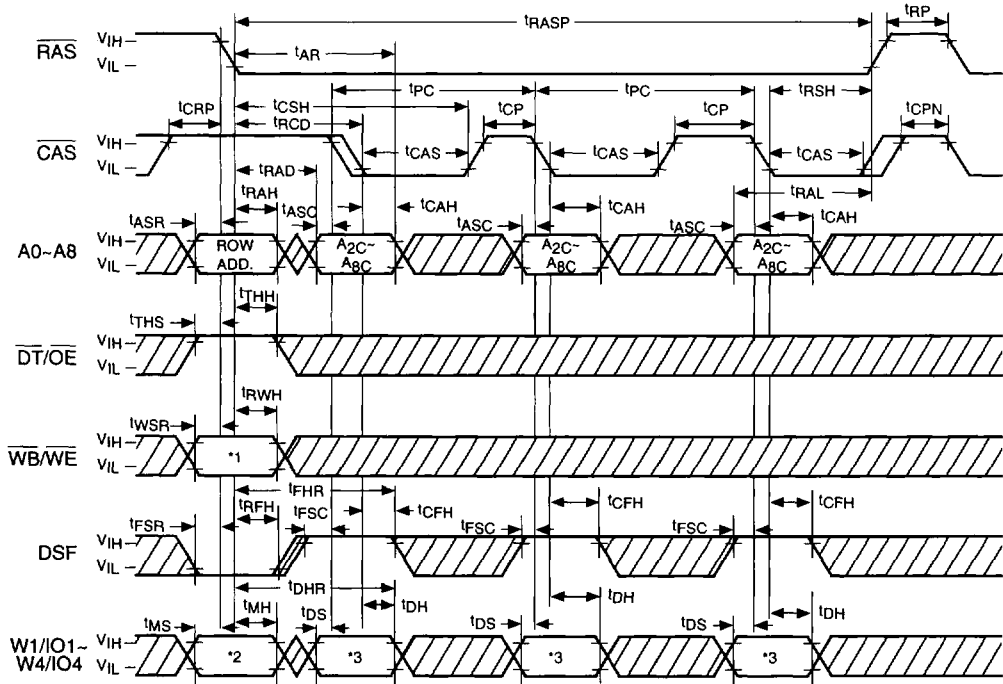 tRASP
tRP
RAS
VIH
VIL
tAR
tPC
tPC
tRSH
tCRP
tCSH
tRCD
tCP
tCP
tCPN
CAS
VIH
VIL
tCAS
tCAS
tCAS
tRAD
tRAH
tRAL
tASR
tASC
tCAH
tASC
tCAH
tASC
tCAH
A0~A8
VIH
VIL
ROW
ADD.
A2C~
A8C
A2C~
A8C
A2C~
A8C
tTHH
tTHS
DT/OE
VIH
VIL
tRWH
tWSR
WB/WE
VIH
VIL
*1
tFHR
tRFH
tFSR
tFSC
tCFH
tFSC
tCFH
tFSC
tCFH
DSF
VIH
VIL
tDHR
tMH
tMS
tDS
tDH
tDS
tDH
tDS
tDH
W1/IO1~
W4/IO4
VIH
VIL
*2
*3
*3
*3